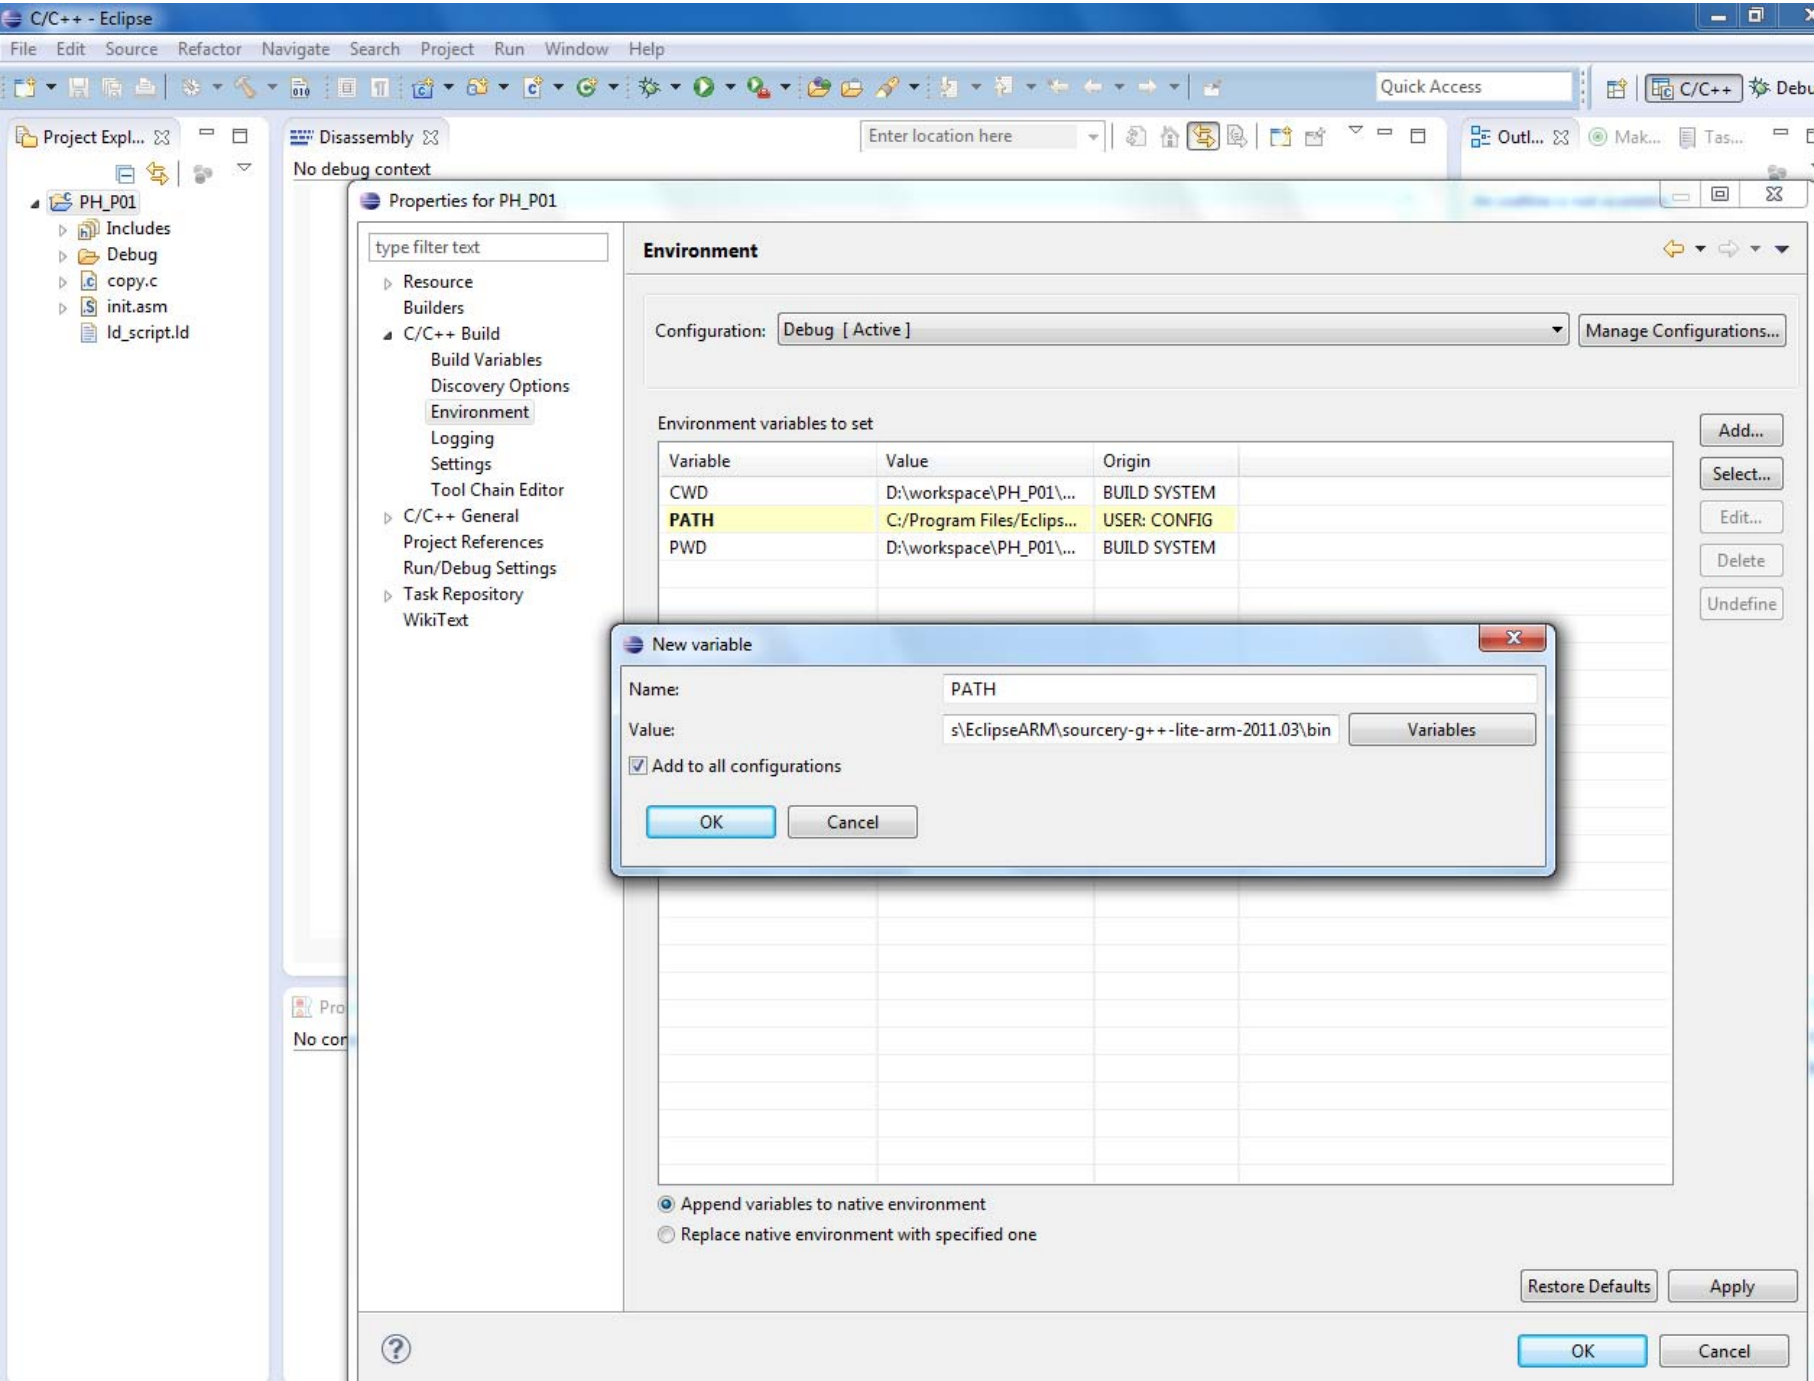 C/C++ - Eclipse
File Edit Source Refactor Navigate Search Project Run Window Help
Quick Access
C/C++
Debu
Project Expl...
Disassembly
Enter location here
Outl...
Mak...
Tas...
No debug context
PH_P01
Includes
Debug
copy.c
init.asm
ld_script.ld
Properties for PH_P01
type filter text
Resource
Builders
C/C++ Build
Build Variables
Discovery Options
Environment
Logging
Settings
Tool Chain Editor
C/C++ General
Project References
Run/Debug Settings
Task Repository
WikiText
Environment
Configuration: Debug [ Active ] Manage Configurations...
Environment variables to set
Variable Value Origin
CWD D:\workspace\PH_P01\... BUILD SYSTEM
PATH C:/Program Files/Eclips... USER: CONFIG
PWD D:\workspace\PH_P01\... BUILD SYSTEM
Add...
Select...
Edit...
Delete
Undefine
New variable
Name: PATH
Value: s\EclipseARM\sourcery-g++-lite-arm-2011.03\bin Variables
Add to all configurations
OK Cancel
Pro
No con
Append variables to native environment
Replace native environment with specified one
Restore Defaults Apply
OK Cancel